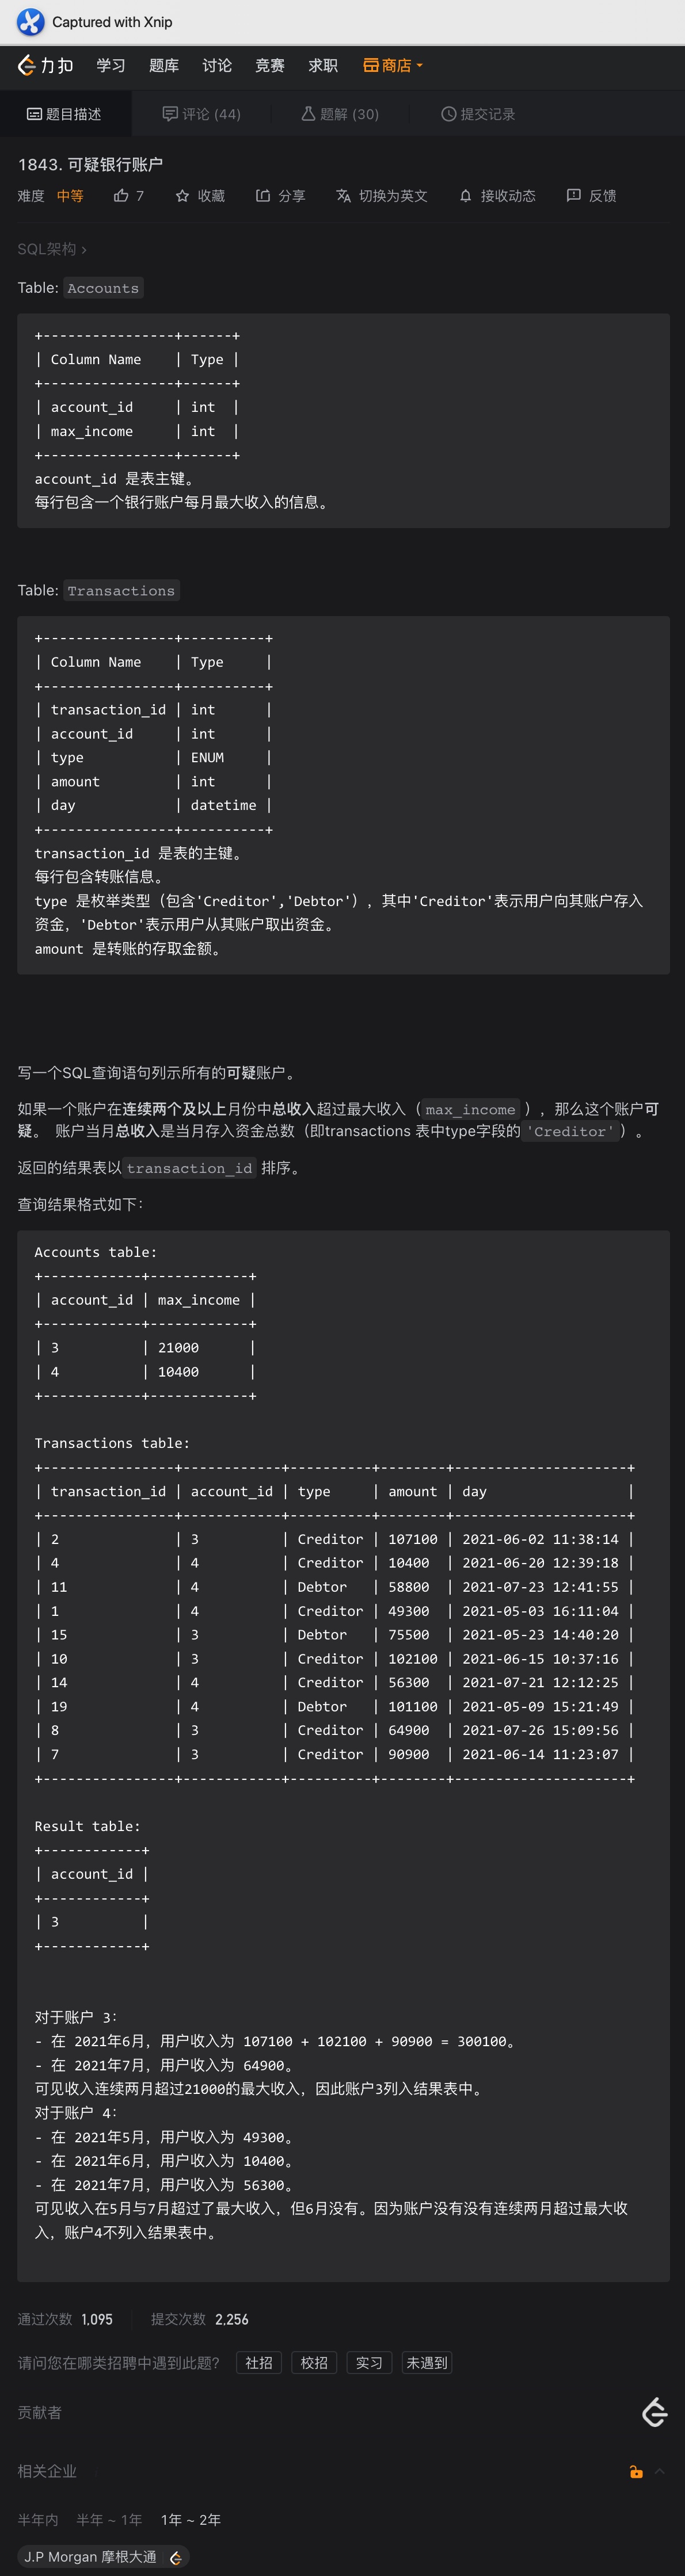 Captured with Xnip
力扣 学习 题库 讨论 竞赛 求职 商店
题目描述 评论 (44) 题解 (30) 提交记录
1843. 可疑银行账户
难度 中等 7 收藏 分享 切换为英文 接收动态 反馈
SQL架构 ›
Table: Accounts
+----------------+------+
| Column Name    | Type |
+----------------+------+
| account_id     | int  |
| max_income     | int  |
+----------------+------+
account_id 是表主键。
每行包含一个银行账户每月最大收入的信息。
Table: Transactions
+----------------+----------+
| Column Name    | Type     |
+----------------+----------+
| transaction_id | int      |
| account_id     | int      |
| type           | ENUM     |
| amount         | int      |
| day            | datetime |
+----------------+----------+
transaction_id 是表的主键。
每行包含转账信息。
type 是枚举类型（包含'Creditor','Debtor'），其中'Creditor'表示用户向其账户存入
资金，'Debtor'表示用户从其账户取出资金。
amount 是转账的存取金额。
写一个SQL查询语句列示所有的可疑账户。
如果一个账户在连续两个及以上月份中总收入超过最大收入（max_income ），那么这个账户可
疑。 账户当月总收入是当月存入资金总数（即transactions 表中type字段的'Creditor'）。
返回的结果表以transaction_id 排序。
查询结果格式如下：
Accounts table:
+------------+------------+
| account_id | max_income |
+------------+------------+
| 3          | 21000      |
| 4          | 10400      |
+------------+------------+
Transactions table:
+----------------+------------+----------+--------+---------------------+
| transaction_id | account_id | type     | amount | day                 |
+----------------+------------+----------+--------+---------------------+
| 2              | 3          | Creditor | 107100 | 2021-06-02 11:38:14 |
| 4              | 4          | Creditor | 10400  | 2021-06-20 12:39:18 |
| 11             | 4          | Debtor   | 58800  | 2021-07-23 12:41:55 |
| 1              | 4          | Creditor | 49300  | 2021-05-03 16:11:04 |
| 15             | 3          | Debtor   | 75500  | 2021-05-23 14:40:20 |
| 10             | 3          | Creditor | 102100 | 2021-06-15 10:37:16 |
| 14             | 4          | Creditor | 56300  | 2021-07-21 12:12:25 |
| 19             | 4          | Debtor   | 101100 | 2021-05-09 15:21:49 |
| 8              | 3          | Creditor | 64900  | 2021-07-26 15:09:56 |
| 7              | 3          | Creditor | 90900  | 2021-06-14 11:23:07 |
+----------------+------------+----------+--------+---------------------+
Result table:
+------------+
| account_id |
+------------+
| 3          |
+------------+
对于账户 3：
- 在 2021年6月，用户收入为 107100 + 102100 + 90900 = 300100。
- 在 2021年7月，用户收入为 64900。
可见收入连续两月超过21000的最大收入，因此账户3列入结果表中。
对于账户 4：
- 在 2021年5月，用户收入为 49300。
- 在 2021年6月，用户收入为 10400。
- 在 2021年7月，用户收入为 56300。
可见收入在5月与7月超过了最大收入，但6月没有。因为账户没有没有连续两月超过最大收
入，账户4不列入结果表中。
通过次数 1,095 提交次数 2,256
请问您在哪类招聘中遇到此题？ 社招 校招 实习 未遇到
贡献者
相关企业
半年内 半年 ~ 1年 1年 ~ 2年
J.P Morgan 摩根大通